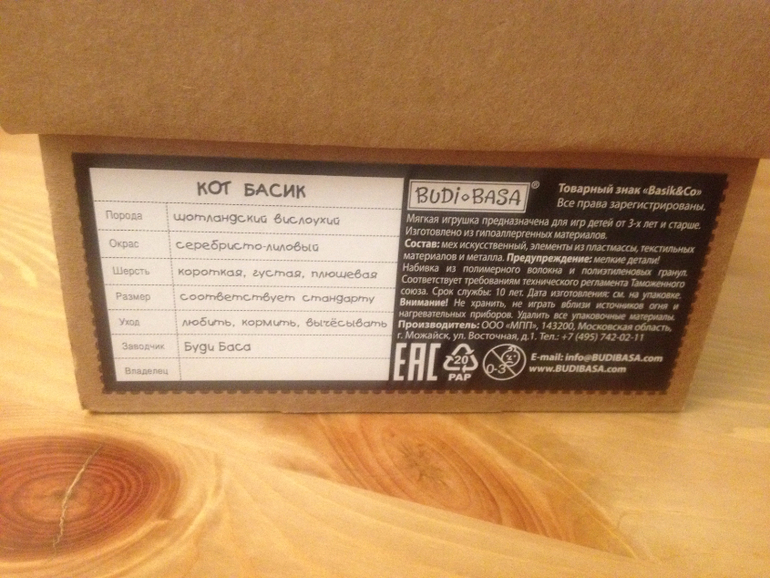 КОТ БАСИК
Порода шотландский вислоухий
Окрас серебристо-лиловый
Шерсть короткая, густая, плюшевая
Размер соответствует стандарту
Уход любить, кормить, вычёсывать
Заводчик Буди Баса
Владелец
BUDi BASA®
Товарный знак «Basik&Co»
Все права зарегистрированы.
Мягкая игрушка предназначена для игр детей от 3-х лет и старше.
Изготовлено из гипоаллергенных материалов.
Состав: мех искусственный, элементы из пластмассы, текстильных
материалов и металла. Предупреждение: мелкие детали!
Набивка из полимерного волокна и полиэтиленовых гранул.
Соответствует требованиям технического регламента Таможенного
союза. Срок службы: 10 лет. Дата изготовления: см. на упаковке.
Внимание! Не хранить, не играть вблизи источников огня и
нагревательных приборов. Удалить все упаковочные материалы.
Производитель: ООО «МПП», 143200, Московская область,
г. Можайск, ул. Восточная, д.1. Тел.: +7 (495) 742-02-11
EAC
20
PAP
0-3
E-mail: info@BUDIBASA.com
www.BUDIBASA.com